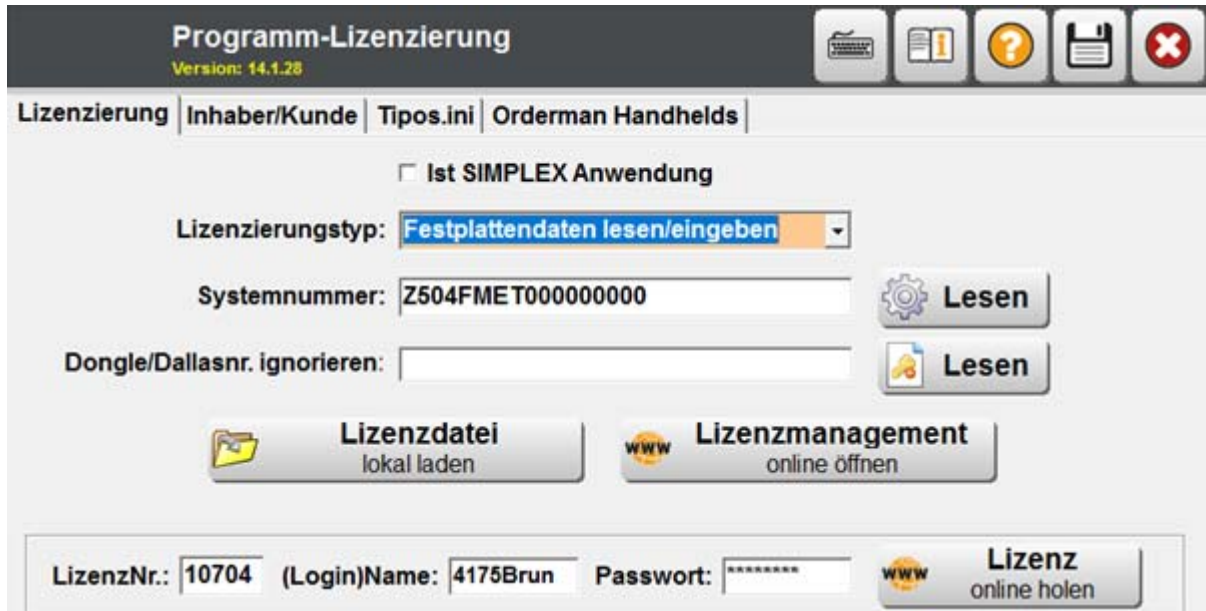 Programm-Lizenzierung
Version: 14.1.28
Lizenzierung Inhaber/Kunde Tipos.ini Orderman Handhelds
Ist SIMPLEX Anwendung
Lizenzierungstyp: Festplattendaten lesen/eingeben
Systemnummer: Z504FMET000000000 Lesen
Dongle/Dallasnr. ignorieren: Lesen
Lizenzdatei
lokal laden
www Lizenzmanagement
online öffnen
LizenzNr.: 10704 (Login)Name: 4175Brun Passwort: ******** www Lizenz
online holen